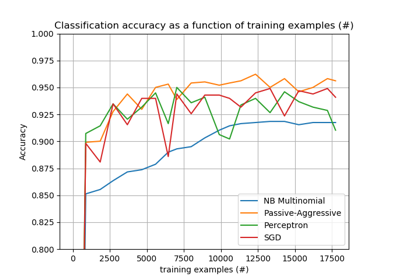 Classification accuracy as a function of training examples (#)
1.000
0.975
0.950
0.925
0.900
0.875
0.850
0.825
0.800
Accuracy
NB Multinomial
Passive-Aggressive
Perceptron
SGD
0 2500 5000 7500 10000 12500 15000 17500
training examples (#)